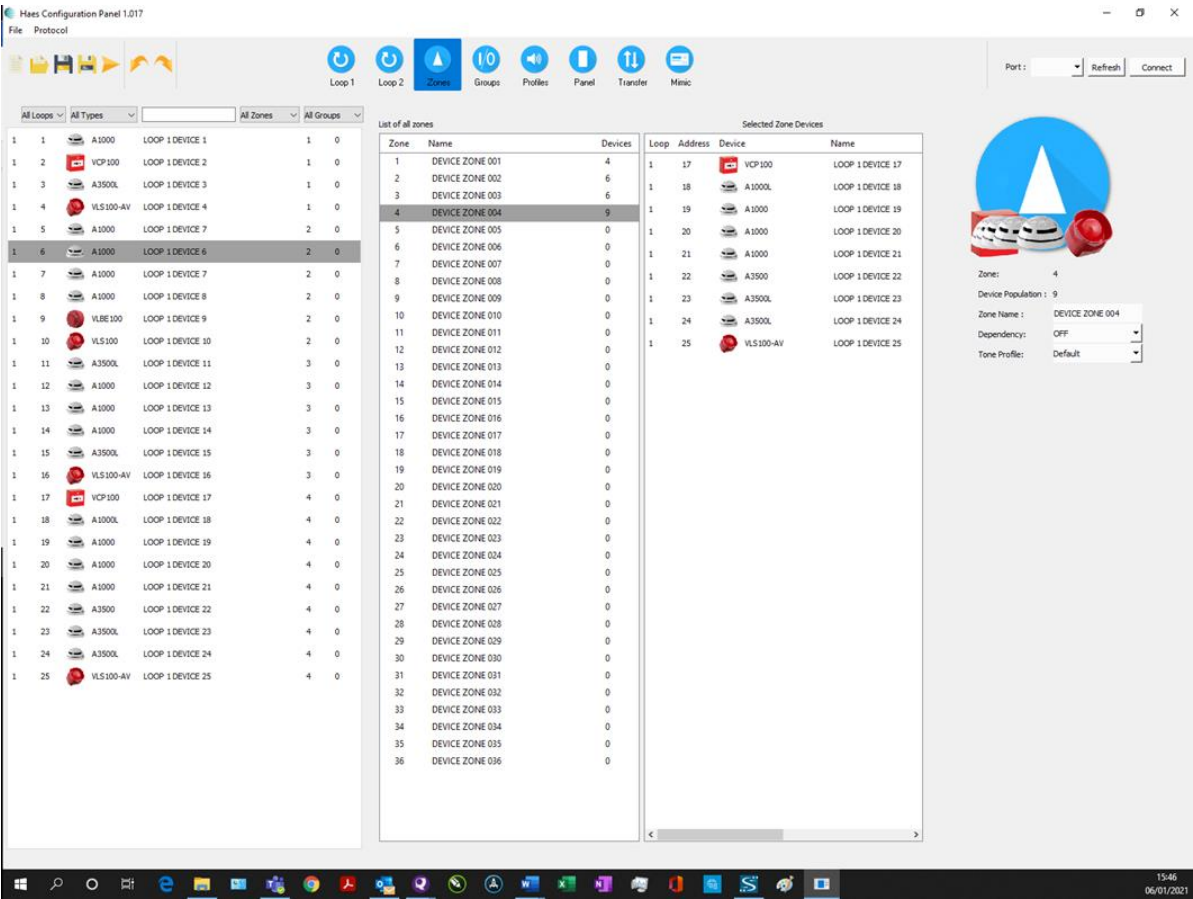 Haes Configuration Panel 1.017
File Protocol
Loop 1 Loop 2 Zones Groups Profiles Panel Transfer Mimic
Port : Refresh Connect
All Loops All Types All Zones All Groups
1 1 A1000 LOOP 1 DEVICE 1 1 0
1 2 VCP100 LOOP 1 DEVICE 2 1 0
1 3 A3500L LOOP 1 DEVICE 3 1 0
1 4 VLS100-AV LOOP 1 DEVICE 4 1 0
1 5 A1000 LOOP 1 DEVICE 7 2 0
1 6 A1000 LOOP 1 DEVICE 6 2 0
1 7 A1000 LOOP 1 DEVICE 7 2 0
1 8 A1000 LOOP 1 DEVICE 8 2 0
1 9 VLBE100 LOOP 1 DEVICE 9 2 0
1 10 VLS100 LOOP 1 DEVICE 10 2 0
1 11 A3500L LOOP 1 DEVICE 11 3 0
1 12 A1000 LOOP 1 DEVICE 12 3 0
1 13 A1000 LOOP 1 DEVICE 13 3 0
1 14 A1000 LOOP 1 DEVICE 14 3 0
1 15 A3500L LOOP 1 DEVICE 15 3 0
1 16 VLS100-AV LOOP 1 DEVICE 16 3 0
1 17 VCP100 LOOP 1 DEVICE 17 4 0
1 18 A1000L LOOP 1 DEVICE 18 4 0
1 19 A1000 LOOP 1 DEVICE 19 4 0
1 20 A1000 LOOP 1 DEVICE 20 4 0
1 21 A1000 LOOP 1 DEVICE 21 4 0
1 22 A3500 LOOP 1 DEVICE 22 4 0
1 23 A3500L LOOP 1 DEVICE 23 4 0
1 24 A3500L LOOP 1 DEVICE 24 4 0
1 25 VLS100-AV LOOP 1 DEVICE 25 4 0
List of all zones
Zone Name Devices
1 DEVICE ZONE 001 4
2 DEVICE ZONE 002 6
3 DEVICE ZONE 003 6
4 DEVICE ZONE 004 9
5 DEVICE ZONE 005 0
6 DEVICE ZONE 006 0
7 DEVICE ZONE 007 0
8 DEVICE ZONE 008 0
9 DEVICE ZONE 009 0
10 DEVICE ZONE 010 0
11 DEVICE ZONE 011 0
12 DEVICE ZONE 012 0
13 DEVICE ZONE 013 0
14 DEVICE ZONE 014 0
15 DEVICE ZONE 015 0
16 DEVICE ZONE 016 0
17 DEVICE ZONE 017 0
18 DEVICE ZONE 018 0
19 DEVICE ZONE 019 0
20 DEVICE ZONE 020 0
21 DEVICE ZONE 021 0
22 DEVICE ZONE 022 0
23 DEVICE ZONE 023 0
24 DEVICE ZONE 024 0
25 DEVICE ZONE 025 0
26 DEVICE ZONE 026 0
27 DEVICE ZONE 027 0
28 DEVICE ZONE 028 0
29 DEVICE ZONE 029 0
30 DEVICE ZONE 030 0
31 DEVICE ZONE 031 0
32 DEVICE ZONE 032 0
33 DEVICE ZONE 033 0
34 DEVICE ZONE 034 0
35 DEVICE ZONE 035 0
36 DEVICE ZONE 036 0
Selected Zone Devices
Loop Address Device Name
1 17 VCP100 LOOP 1 DEVICE 17
1 18 A1000L LOOP 1 DEVICE 18
1 19 A1000 LOOP 1 DEVICE 19
1 20 A1000 LOOP 1 DEVICE 20
1 21 A1000 LOOP 1 DEVICE 21
1 22 A3500 LOOP 1 DEVICE 22
1 23 A3500L LOOP 1 DEVICE 23
1 24 A3500L LOOP 1 DEVICE 24
1 25 VLS100-AV LOOP 1 DEVICE 25
Zone: 4
Device Population : 9
Zone Name : DEVICE ZONE 004
Dependency: OFF
Tone Profile: Default
15:46
06/01/2021